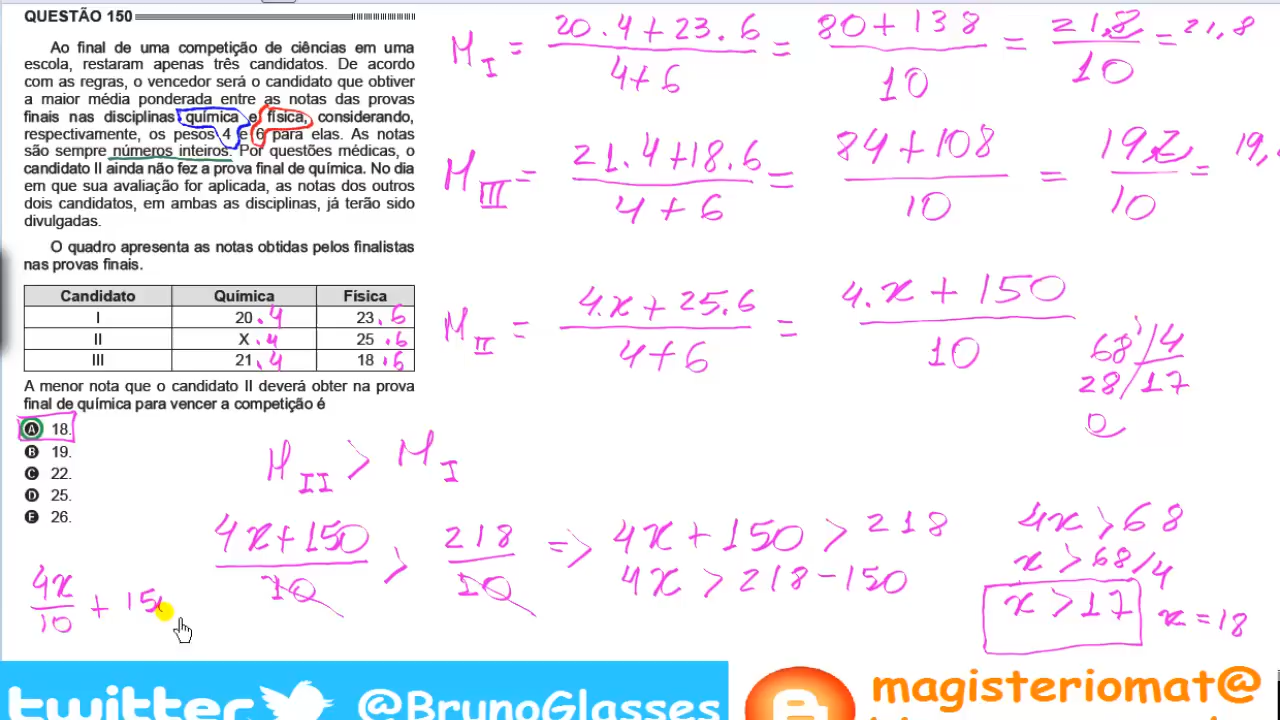 QUESTÃO 150
Ao final de uma competição de ciências em uma
escola, restaram apenas três candidatos. De acordo
com as regras, o vencedor será o candidato que obtiver
a maior média ponderada entre as notas das provas
finais nas disciplinas química e física, considerando,
respectivamente, os pesos 4 e 6 para elas. As notas
são sempre números inteiros. Por questões médicas, o
candidato II ainda não fez a prova final de química. No dia
em que sua avaliação for aplicada, as notas dos outros
dois candidatos, em ambas as disciplinas, já terão sido
divulgadas.
O quadro apresenta as notas obtidas pelos finalistas
nas provas finais.
Candidato Química Física
I 20 .4 23 .6
II X .4 25 .6
III 21 .4 18 .6
A menor nota que o candidato II deverá obter na prova
final de química para vencer a competição é
A 18.
B 19.
C 22.
D 25.
E 26.
M_I = (20.4+23.6)/(4+6) = (80+138)/10 = 218/10 = 21,8
M_III = (21.4+18.6)/(4+6) = (84+108)/10 = 192/10 = 19,
M_II = (4.x+25.6)/(4+6) = (4.x+150)/10
68/4
28/17
0
M_II > M_I
(4x+150)/10 > 218/10 => 4x+150 > 218
4x > 218-150
4x > 68
x > 68/4
x > 17
x = 18
4x/10 + 15
twitter @BrunoGlasses
magisteriomat@